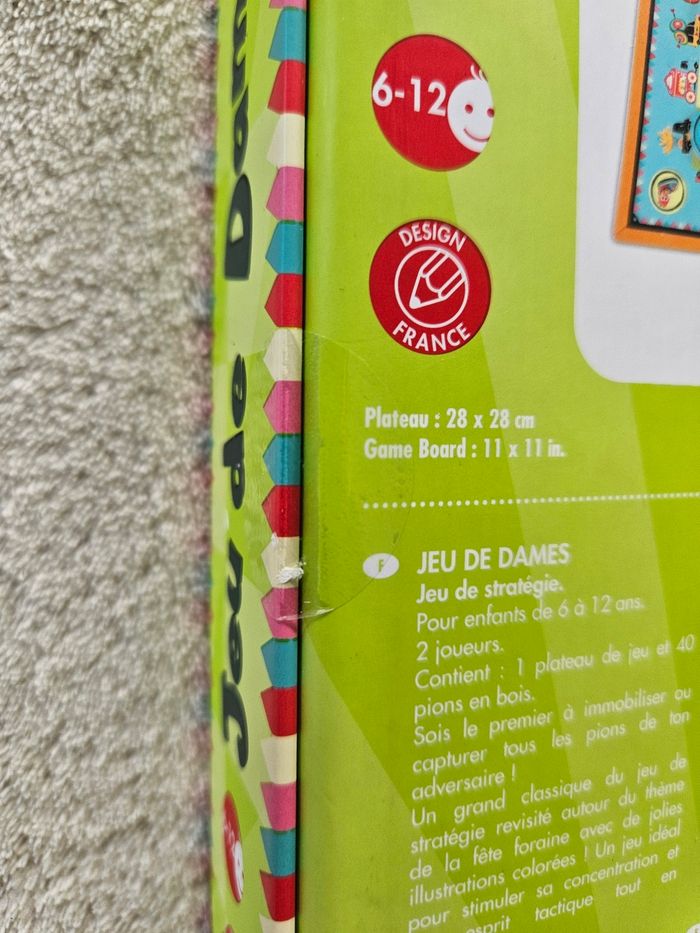 Jeu de Dam
6-12
6-12
DESIGN
FRANCE
Plateau : 28 x 28 cm
Game Board : 11 x 11 in.
F JEU DE DAMES
Jeu de stratégie.
Pour enfants de 6 à 12 ans.
2 joueurs.
Contient : 1 plateau de jeu et 40
pions en bois.
Sois le premier à immobiliser ou
capturer tous les pions de ton
adversaire !
Un grand classique du jeu de
stratégie revisité autour du thème
de la fête foraine avec de jolies
illustrations colorées ! Un jeu idéal
pour stimuler sa concentration et
esprit tactique tout en